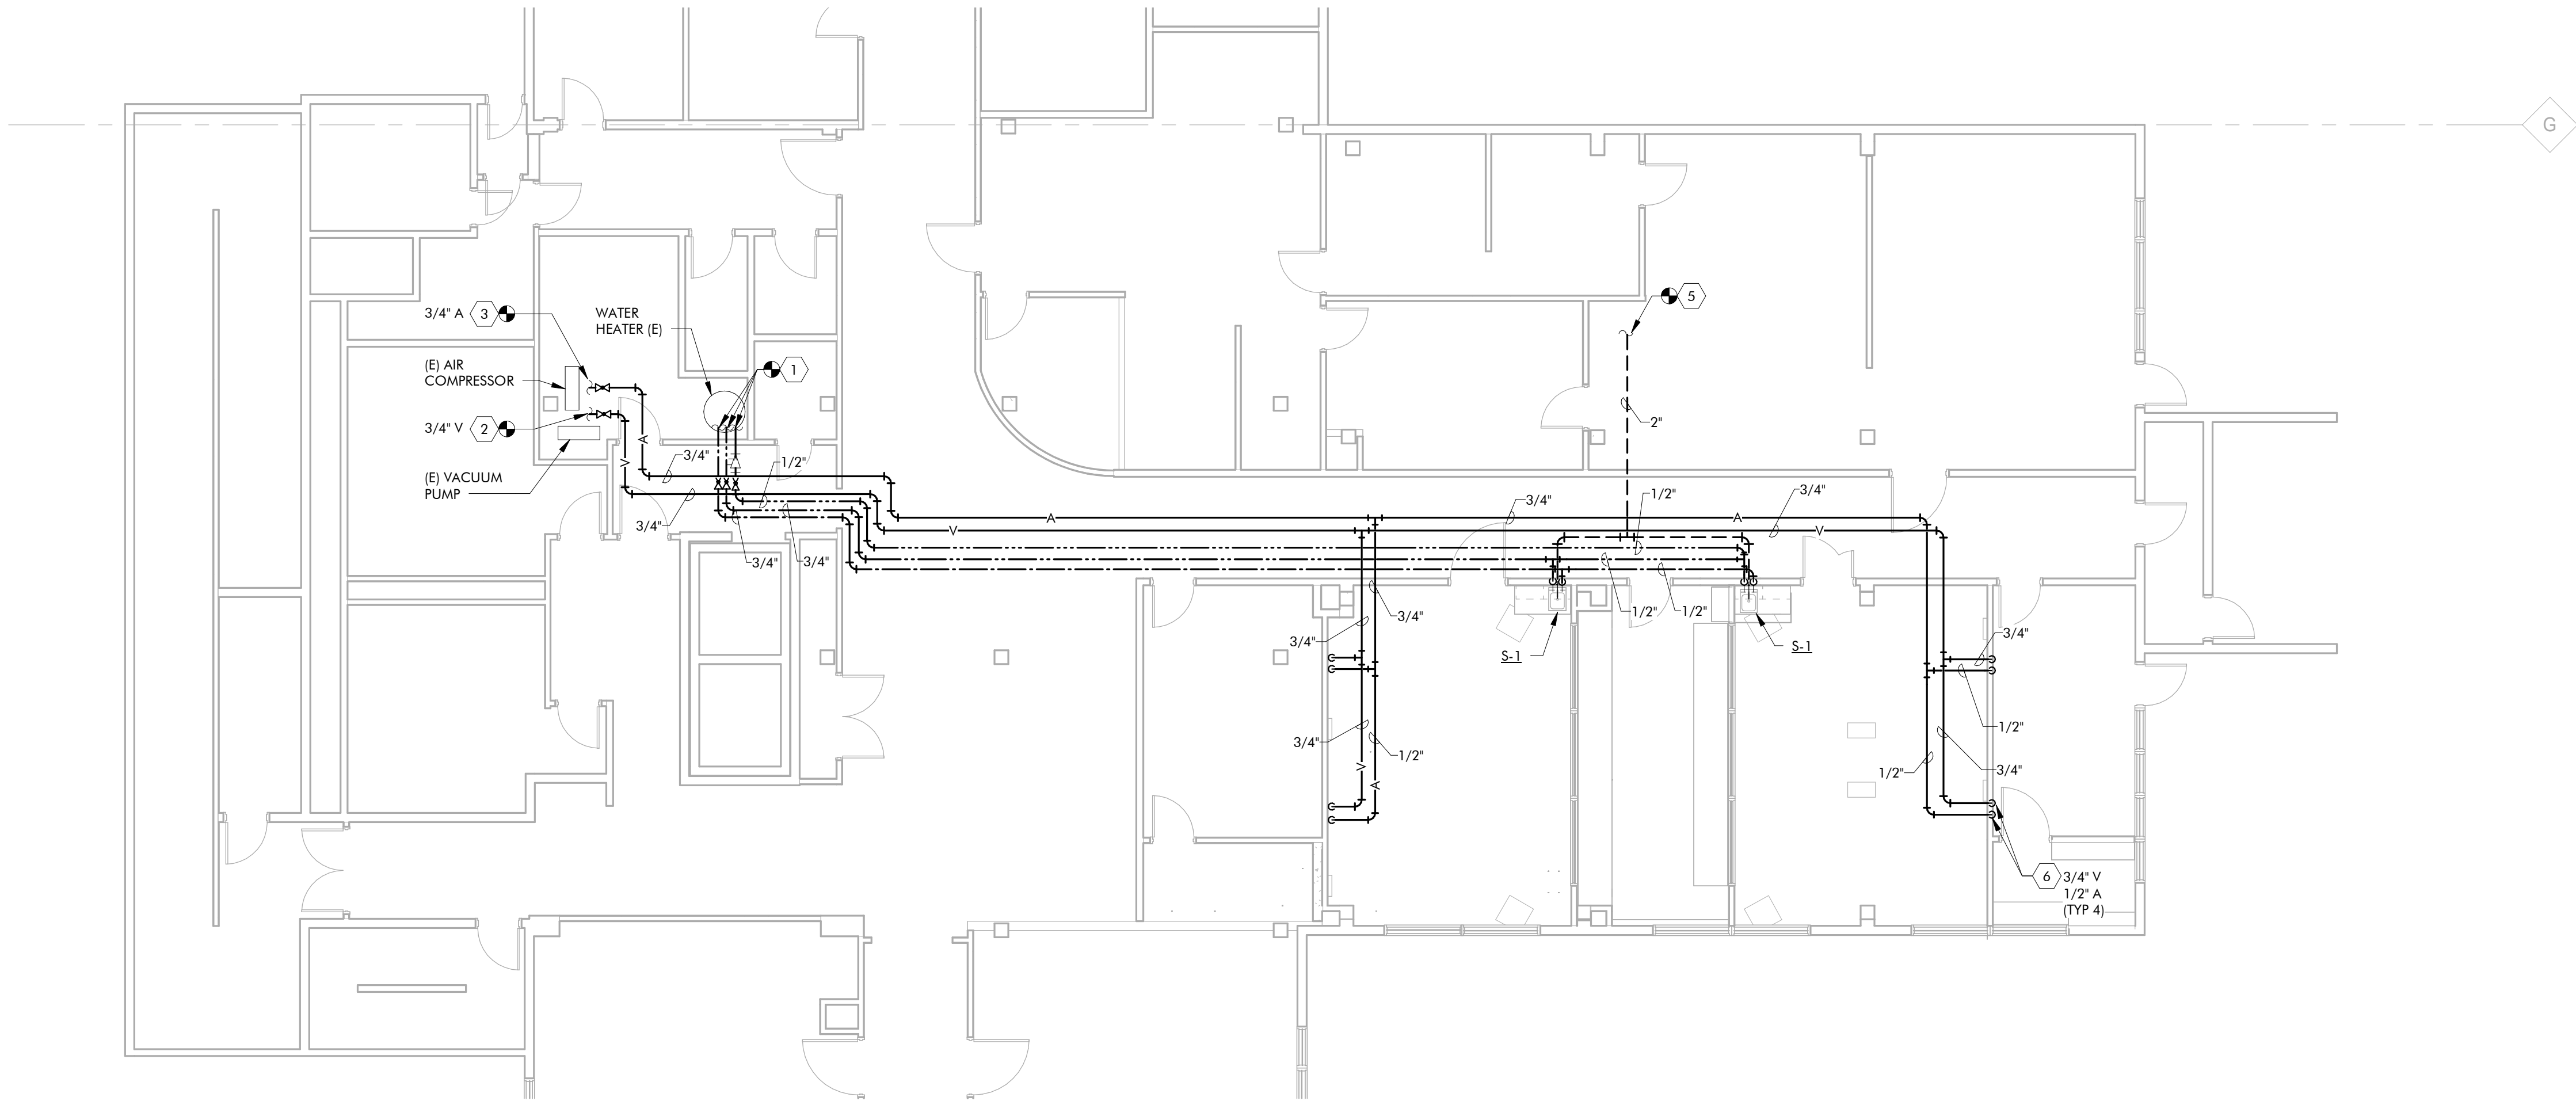 G
3/4" A
3
WATER
HEATER (E)
5
(E) AIR
COMPRESSOR
1
3/4" V
2
2"
A
(E) VACUUM
PUMP
V
3/4"
1/2"
3/4"
3/4"
1/2"
3/4"
A
A
V
V
3/4"
3/4"
3/4"
1/2"
1/2"
3/4"
S-1
S-1
3/4"
3/4"
1/2"
3/4"
1/2"
V
A
1/2"
3/4"
6
3/4" V
1/2" A
(TYP 4)